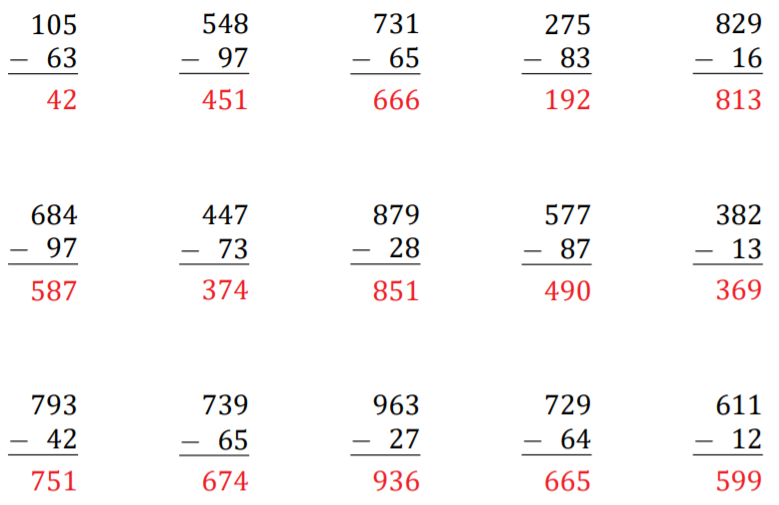 105 548 731 275 829
− 63 − 97 − 65 − 83 − 16
42 451 666 192 813
684 447 879 577 382
− 97 − 73 − 28 − 87 − 13
587 374 851 490 369
793 739 963 729 611
− 42 − 65 − 27 − 64 − 12
751 674 936 665 599